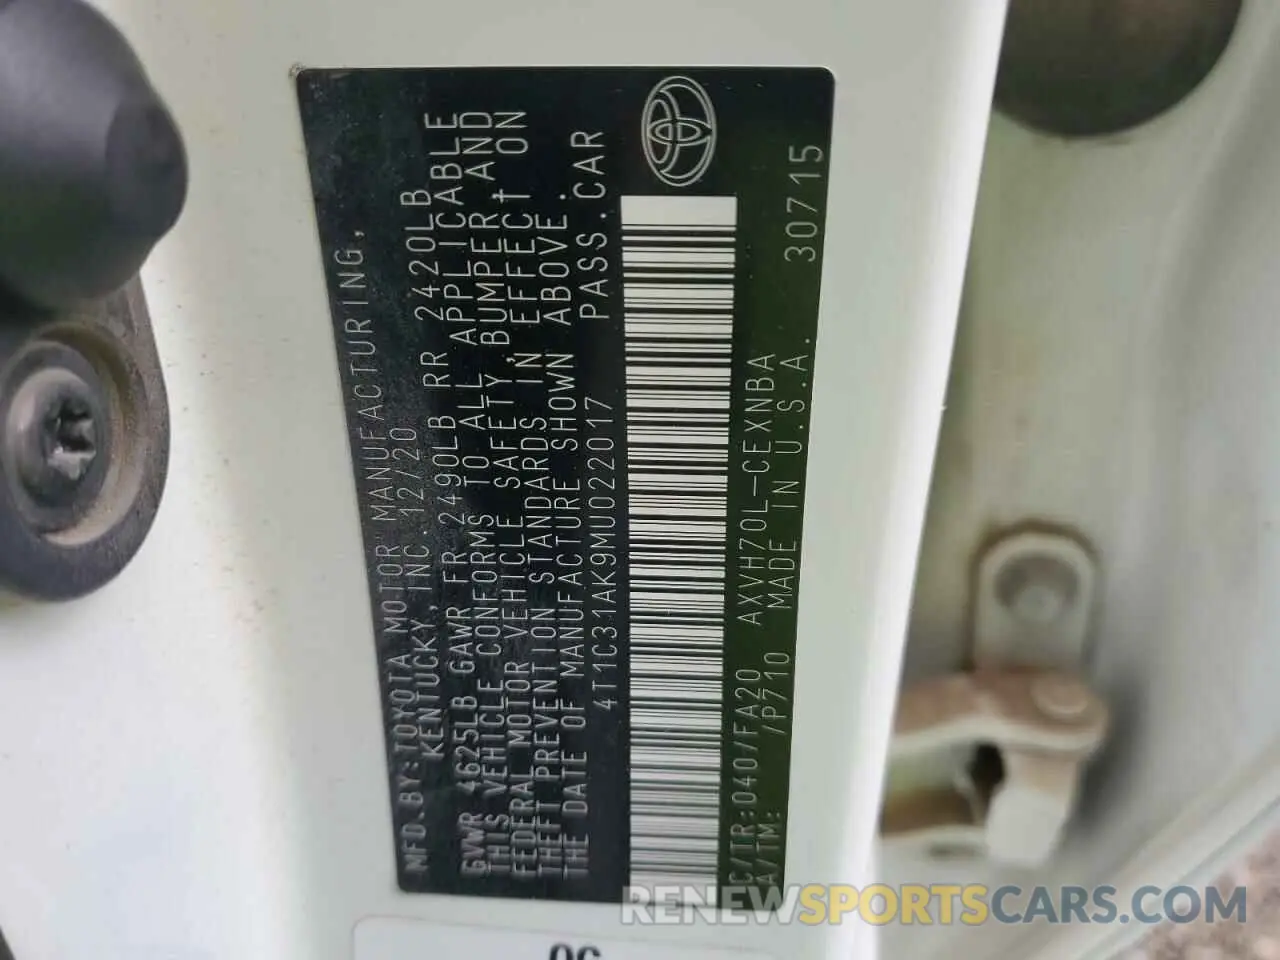 MFD.BY:TOYOTA MOTOR MANUFACTURING,
KENTUCKY, INC.12/20
GVWR 4625LB GAWR FR 2490LB RR 2420LB
THIS VEHICLE CONFORMS TO ALL APPLICABLE
FEDERAL MOTOR VEHICLE SAFETY,BUMPER,AND
THEFT PREVENTION STANDARDS IN EFFECT ON
THE DATE OF MANUFACTURE SHOWN ABOVE.
4T1C31AK9MU022017 PASS.CAR
C/TR:040/FA20 AXVH70L-CEXNBA
A/TM: /P710 MADE IN U.S.A. 30715
RENEWSPORTSCARS.COM